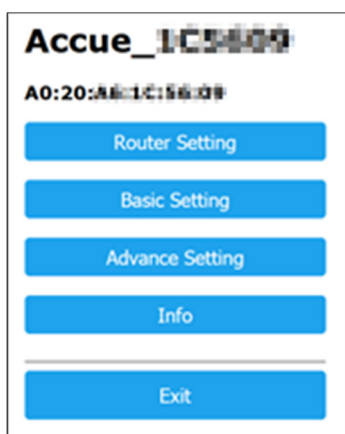 Accue_
A0:20:
Router Setting
Basic Setting
Advance Setting
Info
Exit